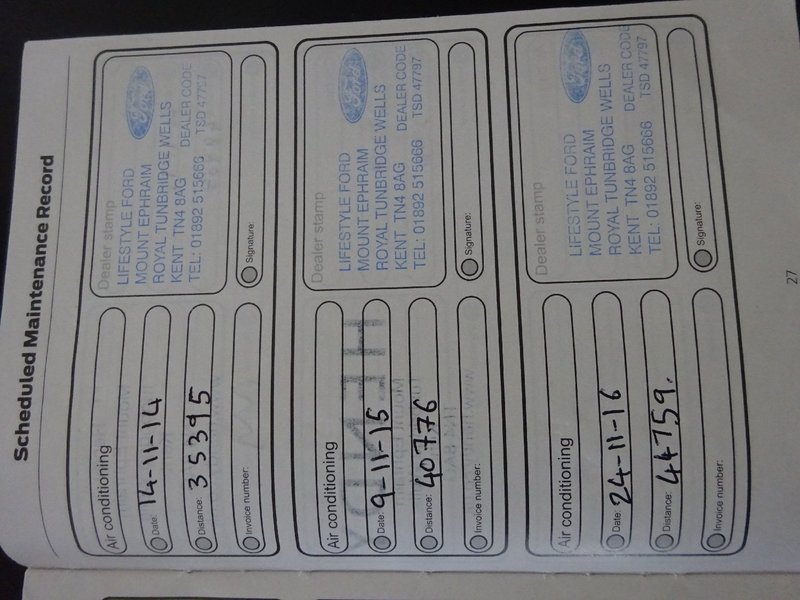 Scheduled Maintenance Record
Air conditioning
Date: 14-11-14
Distance: 35395
Invoice number:
Dealer stamp
Ford
LIFESTYLE FORD
MOUNT EPHRAIM
ROYAL TUNBRIDGE WELLS
KENT TN4 8AG DEALER CODE
TEL: 01892 515666 TSD 47797
Signature:
Air conditioning
Date: 9-11-15
Distance: 40776
Invoice number:
Dealer stamp
Ford
LIFESTYLE FORD
MOUNT EPHRAIM
ROYAL TUNBRIDGE WELLS
KENT TN4 8AG DEALER CODE
TEL: 01892 515666 TSD 47797
Signature:
Air conditioning
Date: 24-11-16
Distance: 44759.
Invoice number:
Dealer stamp
Ford
LIFESTYLE FORD
MOUNT EPHRAIM
ROYAL TUNBRIDGE WELLS
KENT TN4 8AG DEALER CODE
TEL: 01892 515666 TSD 47797
Signature:
27